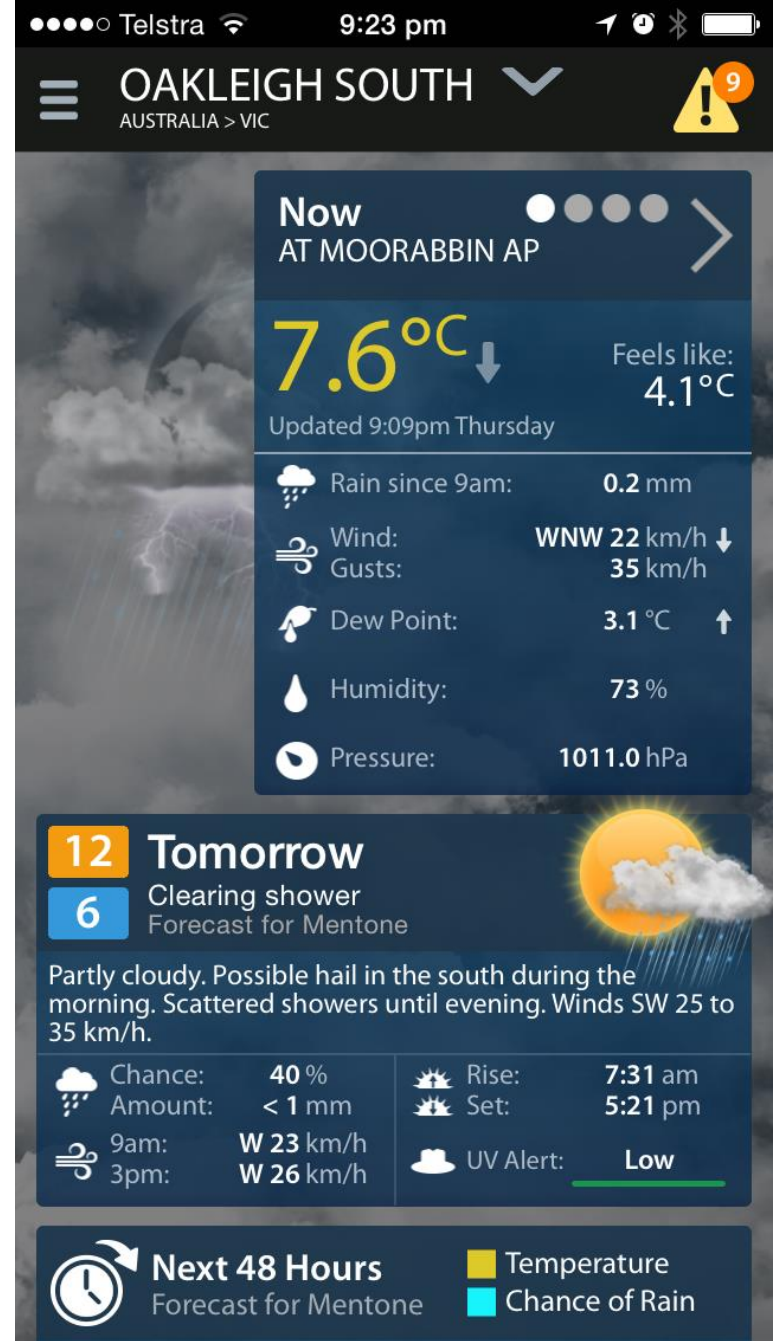 Telstra 9:23 pm
OAKLEIGH SOUTH
AUSTRALIA > VIC
9
Now
AT MOORABBIN AP
7.6°C
Feels like:
4.1°C
Updated 9:09pm Thursday
Rain since 9am: 0.2 mm
Wind: WNW 22 km/h
Gusts: 35 km/h
Dew Point: 3.1 °C
Humidity: 73 %
Pressure: 1011.0 hPa
12 Tomorrow
6 Clearing shower
Forecast for Mentone
Partly cloudy. Possible hail in the south during the
morning. Scattered showers until evening. Winds SW 25 to
35 km/h.
Chance: 40 %
Amount: < 1 mm
9am: W 23 km/h
3pm: W 26 km/h
Rise: 7:31 am
Set: 5:21 pm
UV Alert: Low
Next 48 Hours
Forecast for Mentone
Temperature
Chance of Rain